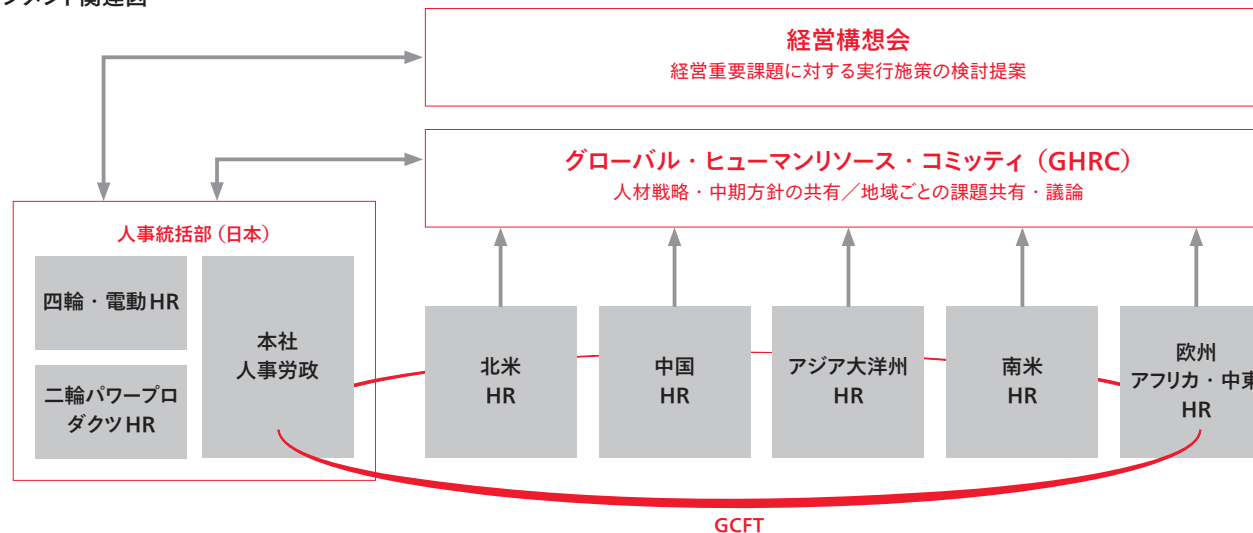 経営構想会
経営重要課題に対する実行施策の検討提案
グローバル・ヒューマンリソース・コミッティ（GHRC）
人材戦略・中期方針の共有／地域ごとの課題共有・議論
人事統括部（日本）
四輪・電動HR
二輪パワープロ
ダクツHR
本社
人事労政
北米
HR
中国
HR
アジア大洋州
HR
南米
HR
欧州
アフリカ・中東
HR
GCFT